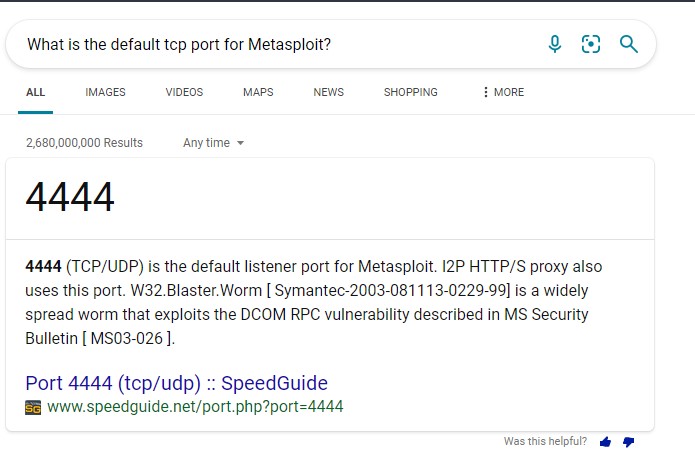 What is the default tcp port for Metasploit?
ALL IMAGES VIDEOS MAPS NEWS SHOPPING MORE
2,680,000,000 Results Any time
4444
4444 (TCP/UDP) is the default listener port for Metasploit. I2P HTTP/S proxy also
uses this port. W32.Blaster.Worm [ Symantec-2003-081113-0229-99] is a widely
spread worm that exploits the DCOM RPC vulnerability described in MS Security
Bulletin [ MS03-026 ].
Port 4444 (tcp/udp) :: SpeedGuide
SG www.speedguide.net/port.php?port=4444
Was this helpful?